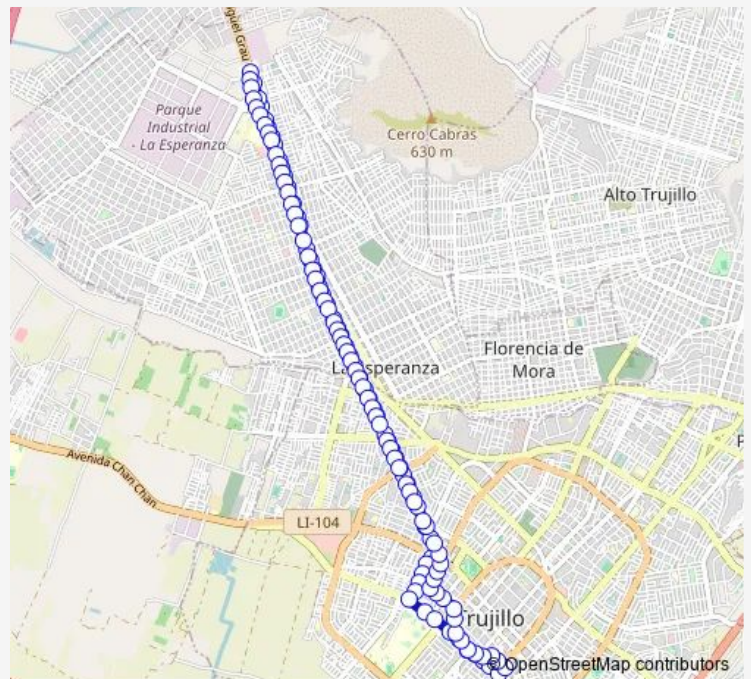 Miguel Grau
Parque
Industrial
- La Esperanza
Cerro Cabras
630 m
Alto Trujillo
Florencia de
Mora
La Esperanza
Avenida Chan Chan
LI-104
Trujillo
OpenStreetMap contributors